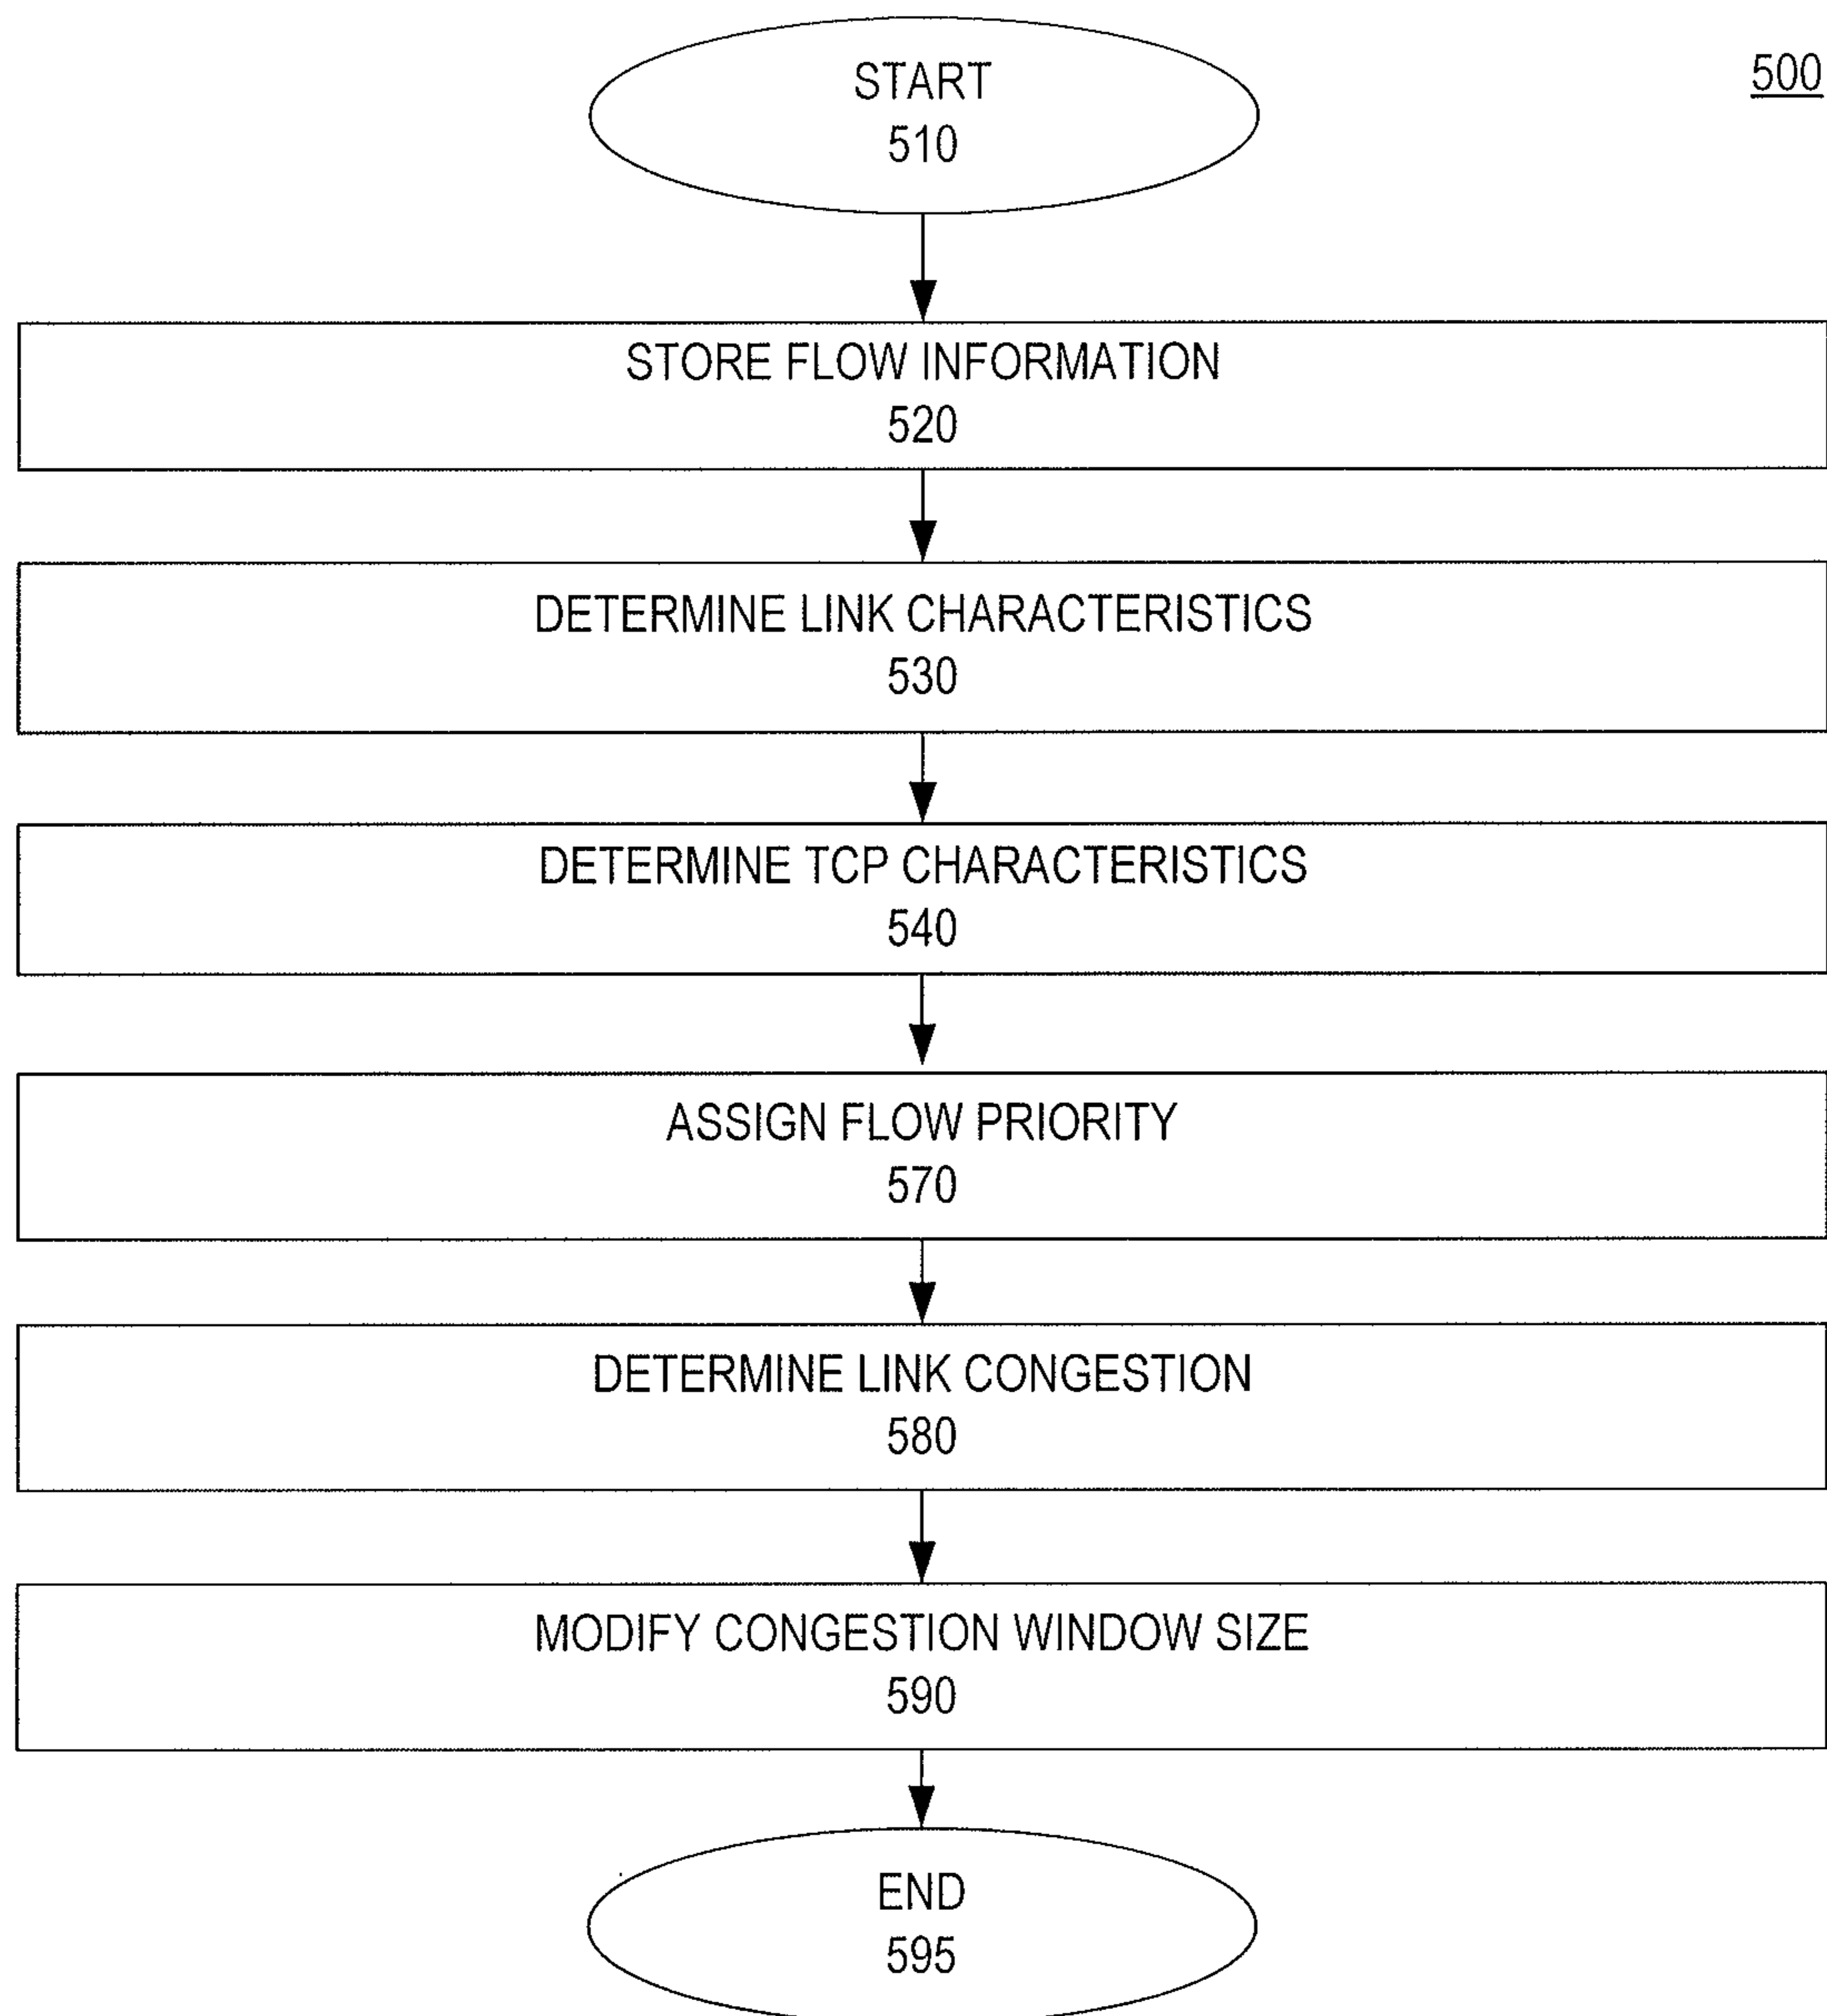 START
510
500
STORE FLOW INFORMATION
520
DETERMINE LINK CHARACTERISTICS
530
DETERMINE TCP CHARACTERISTICS
540
ASSIGN FLOW PRIORITY
570
DETERMINE LINK CONGESTION
580
MODIFY CONGESTION WINDOW SIZE
590
END
595